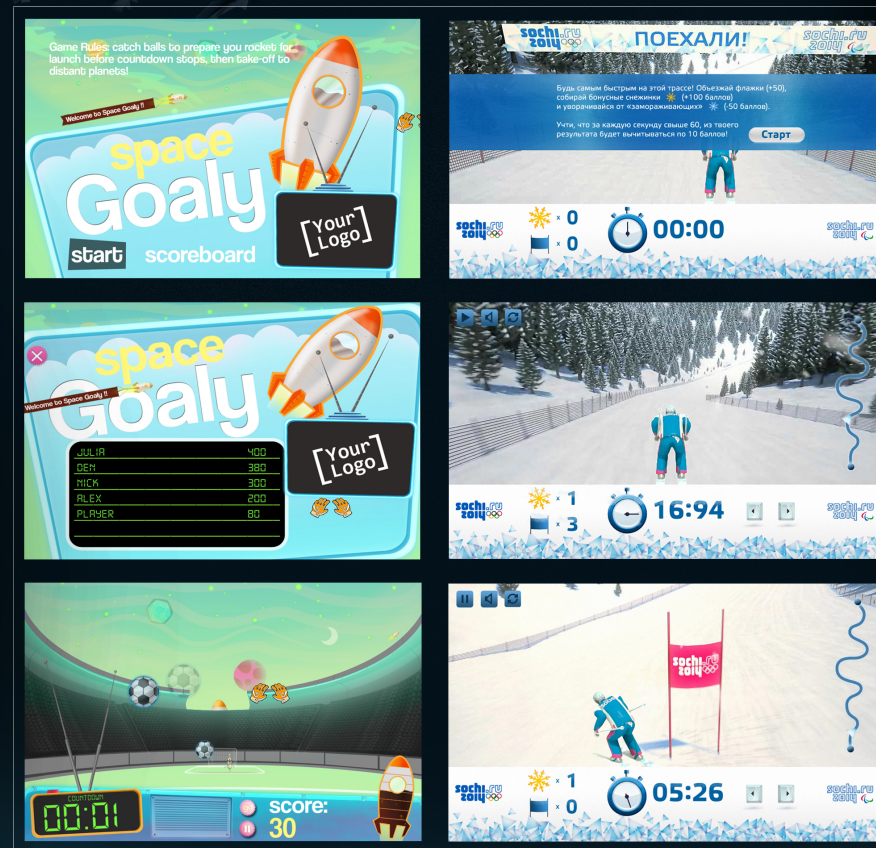 Game Rules: catch balls to prepare you rocket for
launch before countdown stops, then take-off to
distant planets!
Welcome to Space Goaly !!
space
Goaly
[Your
Logo]
start
scoreboard
sochi.ru
2014
ПОЕХАЛИ!
sochi.ru
2014
Будь самым быстрым на этой трассе! Объезжай флажки (+50),
собирай бонусные снежинки (+100 баллов)
и уворачивайся от «замораживающих» (-50 баллов).
Учти, что за каждую секунду свыше 60, из твоего
результата будет вычитываться по 10 баллов!
Старт
sochi.ru
2014
× 0
× 0
00:00
sochi.ru
2014
space
Goaly
Welcome to Space Goaly !!
[Your
Logo]
JULIA 400
DEN 380
NICK 300
ALEX 200
PLAYER 80
sochi.ru
2014
× 1
× 3
16:94
sochi.ru
2014
COUNTDOWN
00:01
score:
30
sochi.ru
2014
sochi.ru
2014
× 1
× 0
05:26
sochi.ru
2014